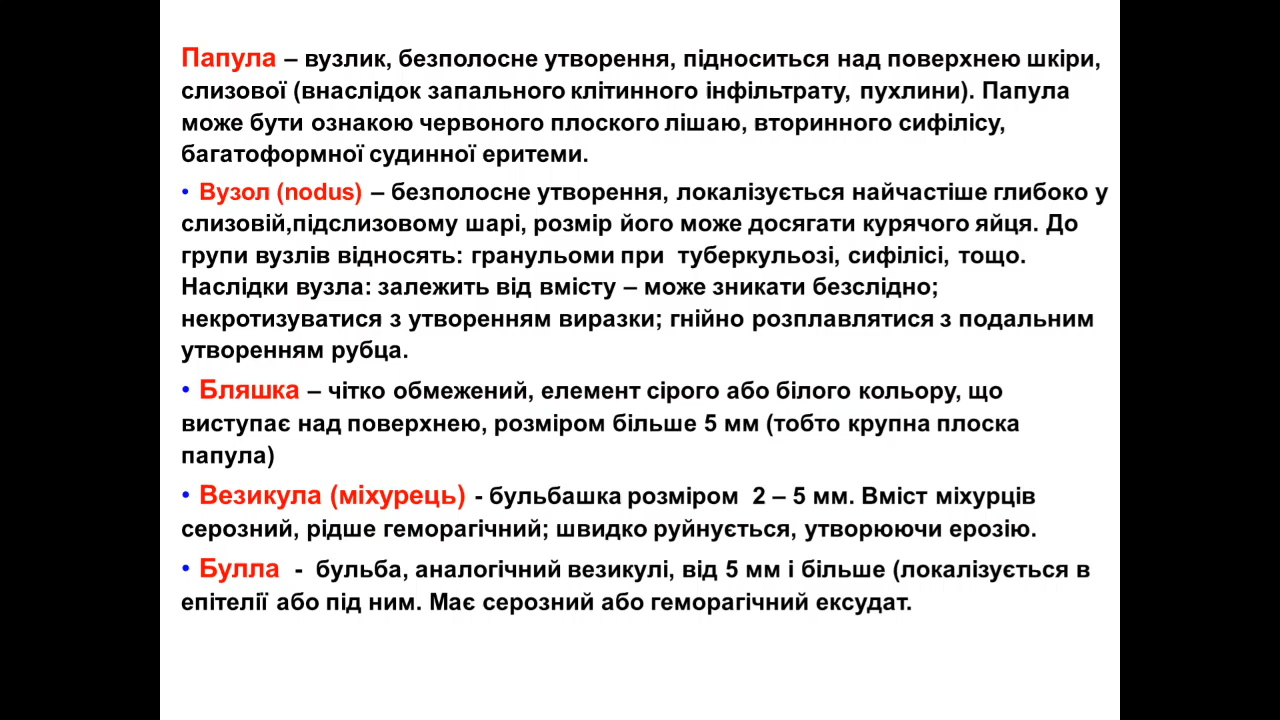 Папула – вузлик, безполосне утворення, підноситься над поверхнею шкіри,
слизової (внаслідок запального клітинного інфільтрату, пухлини). Папула
може бути ознакою червоного плоского лішаю, вторинного сифілісу,
багатоформної судинної еритеми.
• Вузол (nodus) – безполосне утворення, локалізується найчастіше глибоко у
слизовій,підслизовому шарі, розмір його може досягати курячого яйця. До
групи вузлів відносять: гранульоми при туберкульозі, сифілісі, тощо.
Наслідки вузла: залежить від вмісту – може зникати безслідно;
некротизуватися з утворенням виразки; гнійно розплавлятися з подальним
утворенням рубца.
• Бляшка – чітко обмежений, елемент сірого або білого кольору, що
виступає над поверхнею, розміром більше 5 мм (тобто крупна плоска
папула)
• Везикула (міхурець) - бульбашка розміром 2 – 5 мм. Вміст міхурців
серозний, рідше геморагічний; швидко руйнується, утворюючи ерозію.
• Булла - бульба, аналогічний везикулі, від 5 мм і більше (локалізується в
епітелії або під ним. Має серозний або геморагічний ексудат.